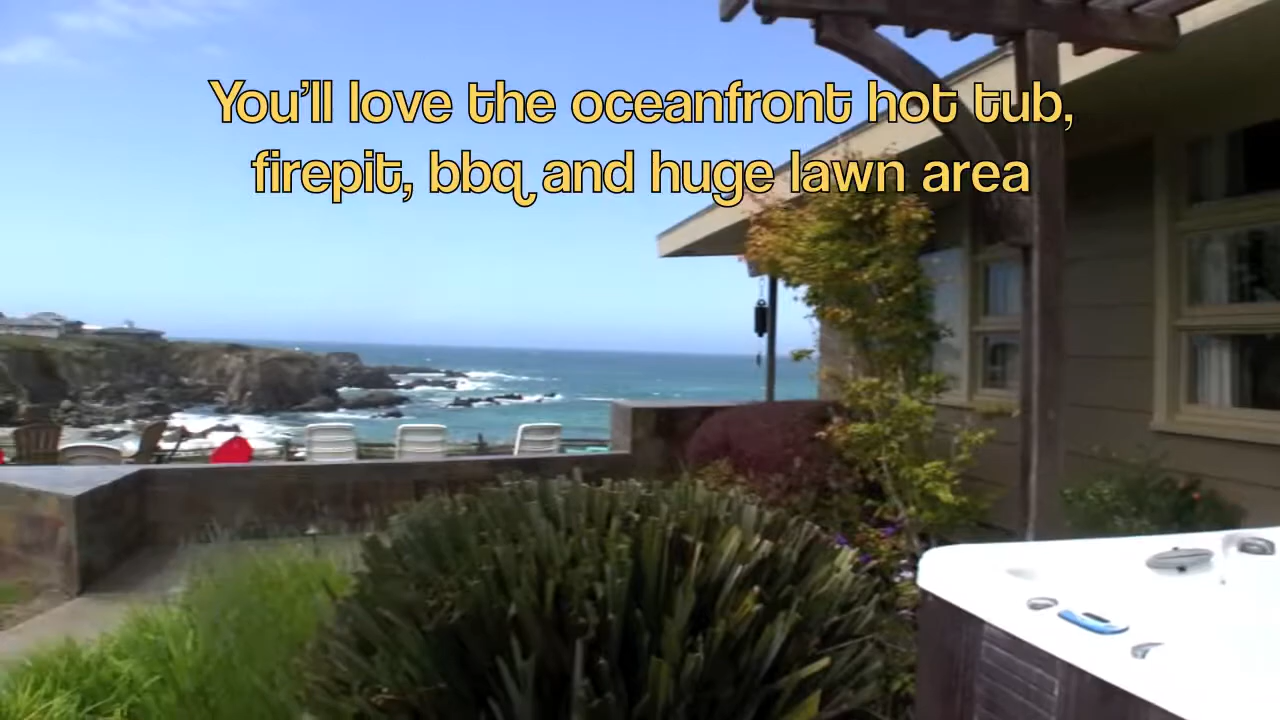 You'll love the oceanfront hot tub,
firepit, bbq and huge lawn area